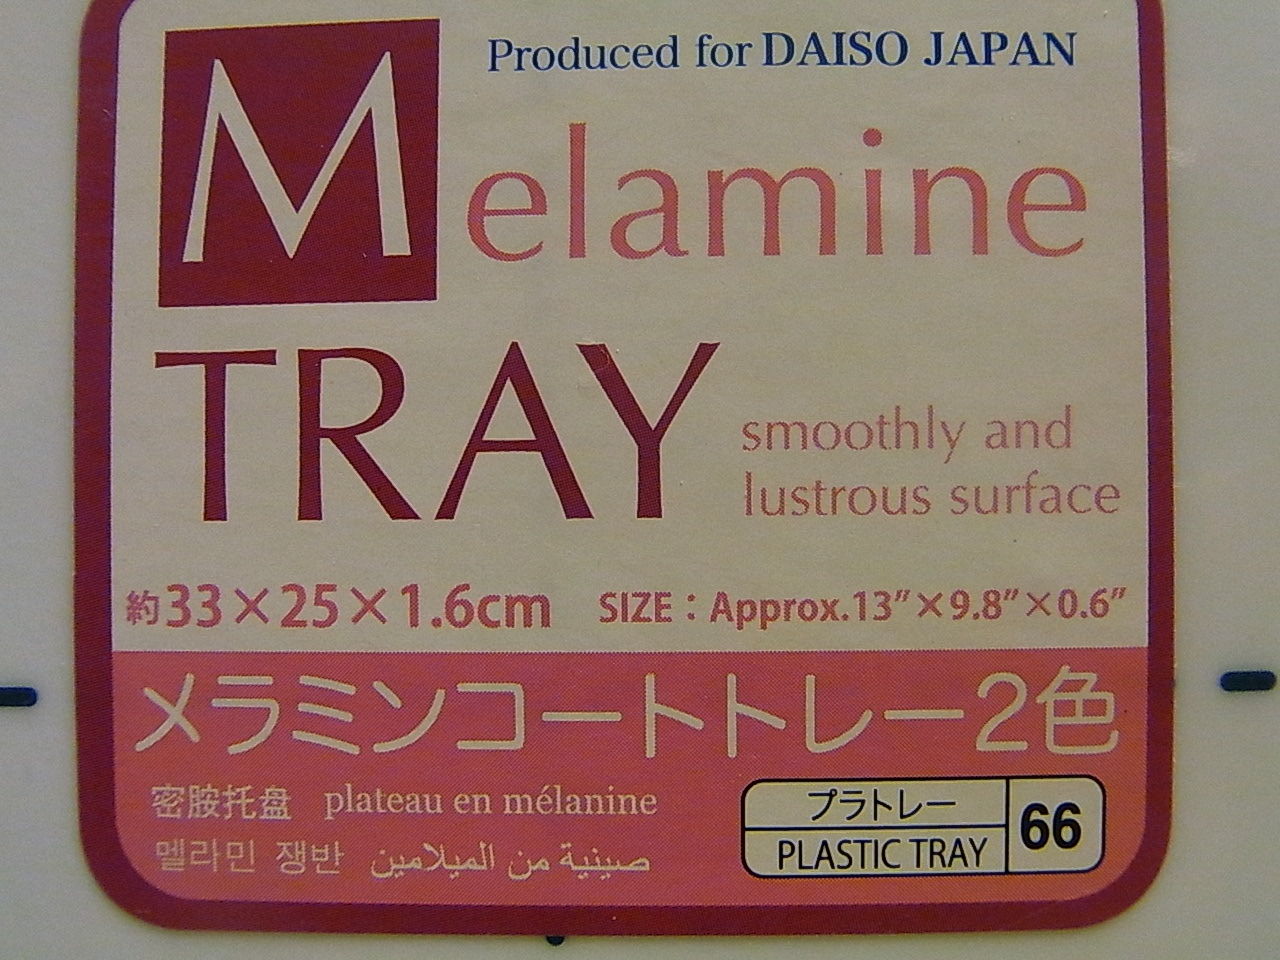 Produced for DAISO JAPAN
Melamine
TRAY
smoothly and
lustrous surface
約33×25×1.6cm SIZE：Approx.13"×9.8"×0.6"
メラミンコートトレー2色
密胺托盘 plateau en mélanine
멜라민 쟁반 صينية من الميلامين
プラトレー
PLASTIC TRAY
66